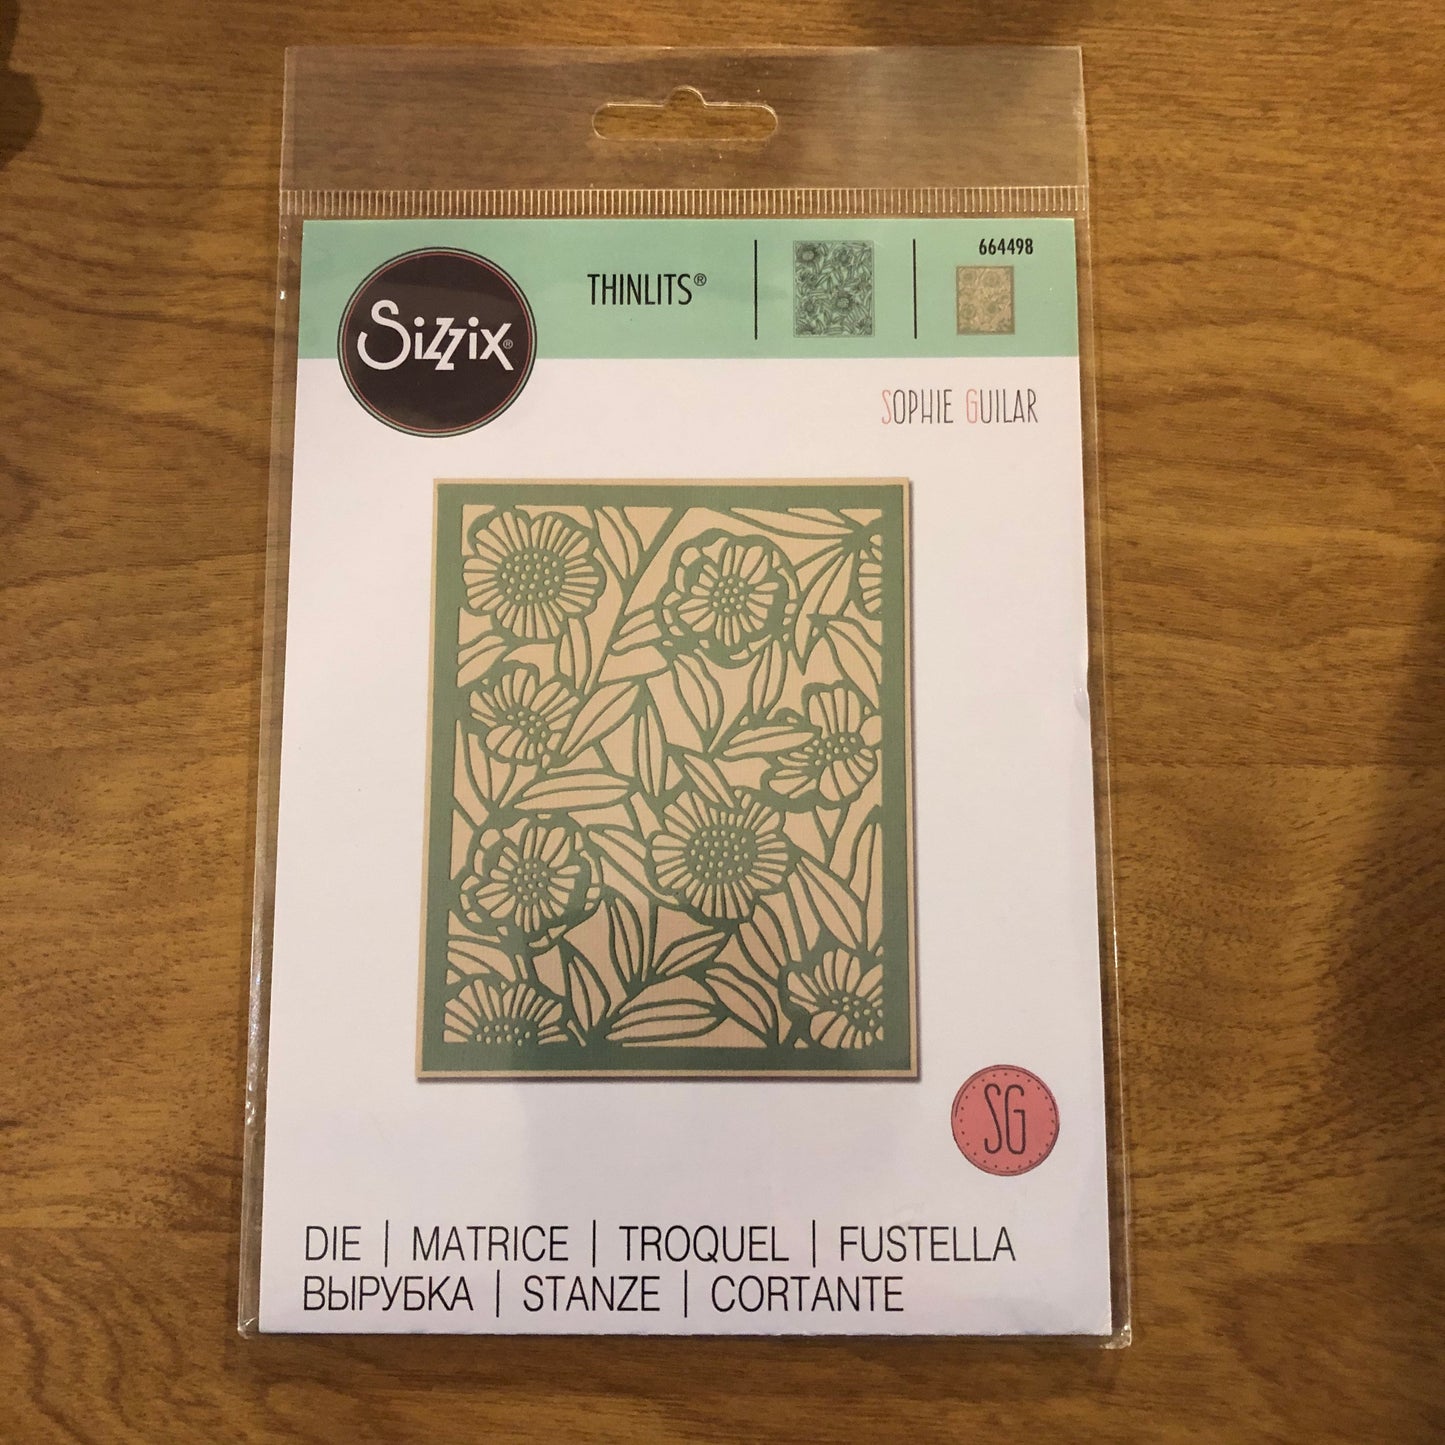 664498
THINLITS®
Sizzix®
SOPHIE GUILAR
SG
DIE | MATRICE | TROQUEL | FUSTELLA
ВЫРУБКА | STANZE | CORTANTE